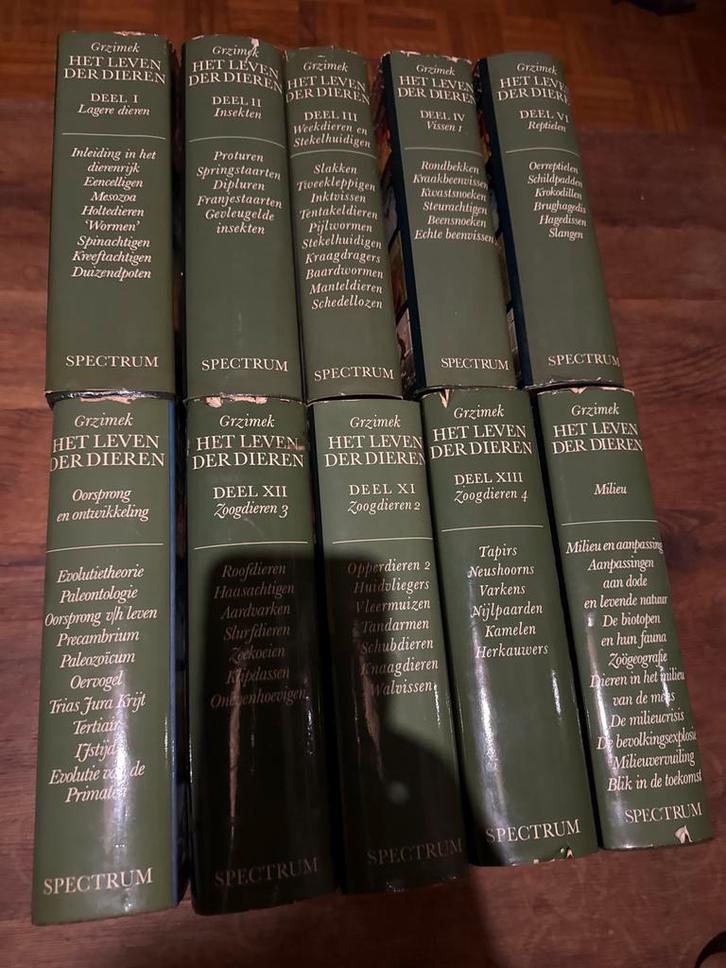 Grzimek
HET LEVEN
DER DIEREN
DEEL I
Lagere dieren
Inleiding in het
dierenrijk
Eencelligen
Mesozoa
Holtedieren
'Wormen'
Spinachtigen
Kreeftachtigen
Duizendpoten
SPECTRUM
Grzimek
HET LEVEN
DER DIEREN
DEEL II
Insekten
Proturen
Springstaarten
Dipluren
Franjestaarten
Gevleugelde
insekten
SPECTRUM
Grzimek
HET LEVEN
DER DIEREN
DEEL III
Weekdieren en
Stekelhuidigen
Slakken
Tweekleppigen
Inktvissen
Tentakeldieren
Pijlwormen
Stekelhuidigen
Kraagdragers
Baardwormen
Manteldieren
Schedellozen
SPECTRUM
Grzimek
HET LEVEN
DER DIEREN
DEEL IV
Vissen 1
Rondbekken
Kraakbeenvissen
Kwastsnoeken
Steurachtigen
Beensnoeken
Echte beenvissen
SPECTRUM
Grzimek
HET LEVEN
DER DIEREN
DEEL VI
Reptielen
Oerreptielen
Schildpadden
Krokodillen
Brughagedis
Hagedissen
Slangen
SPECTRUM
Grzimek
HET LEVEN
DER DIEREN
Oorsprong
en ontwikkeling
Evolutietheorie
Paleontologie
Oorsprong v/h leven
Precambrium
Paleozoïcum
Oervogel
Trias Jura Krijt
Tertiair
IJstijd
Evolutie van de
Primaten
SPECTRUM
Grzimek
HET LEVEN
DER DIEREN
DEEL XII
Zoogdieren 3
Roofdieren
Haasachtigen
Aardvarken
Slurfdieren
Zeekoeien
Klipdassen
Onevenhoevigen
SPECTRUM
Grzimek
HET LEVEN
DER DIEREN
DEEL XI
Zoogdieren 2
Opperdieren 2
Huidvliegers
Vleermuizen
Tandarmen
Schubdieren
Knaagdieren
Walvissen
SPECTRUM
Grzimek
HET LEVEN
DER DIEREN
DEEL XIII
Zoogdieren 4
Tapirs
Neushoorns
Varkens
Nijlpaarden
Kamelen
Herkauwers
SPECTRUM
Grzimek
HET LEVEN
DER DIEREN
Milieu
Milieu en aanpassing
Aanpassingen
aan dode
en levende natuur
De biotopen
en hun fauna
Zoögeografie
Dieren in het milieu
van de mens
De milieucrisis
De bevolkingsexplosie
Milieuvervuiling
Blik in de toekomst
SPECTRUM